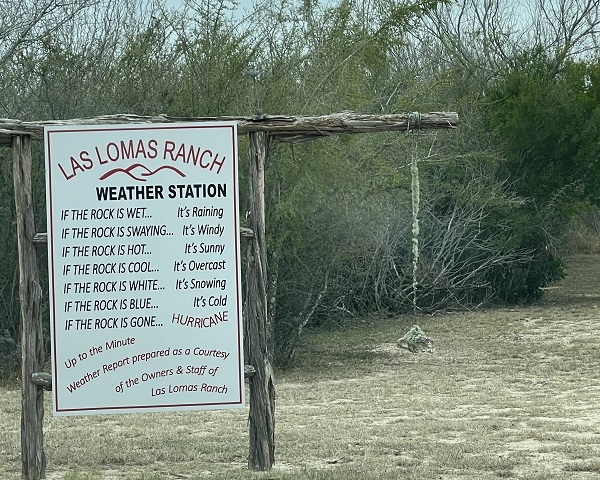 LAS LOMAS RANCH
WEATHER STATION
IF THE ROCK IS WET... It's Raining
IF THE ROCK IS SWAYING... It's Windy
IF THE ROCK IS HOT... It's Sunny
IF THE ROCK IS COOL... It's Overcast
IF THE ROCK IS WHITE... It's Snowing
IF THE ROCK IS BLUE... It's Cold
IF THE ROCK IS GONE... HURRICANE
Up to the Minute
Weather Report prepared as a Courtesy
of the Owners & Staff of
Las Lomas Ranch